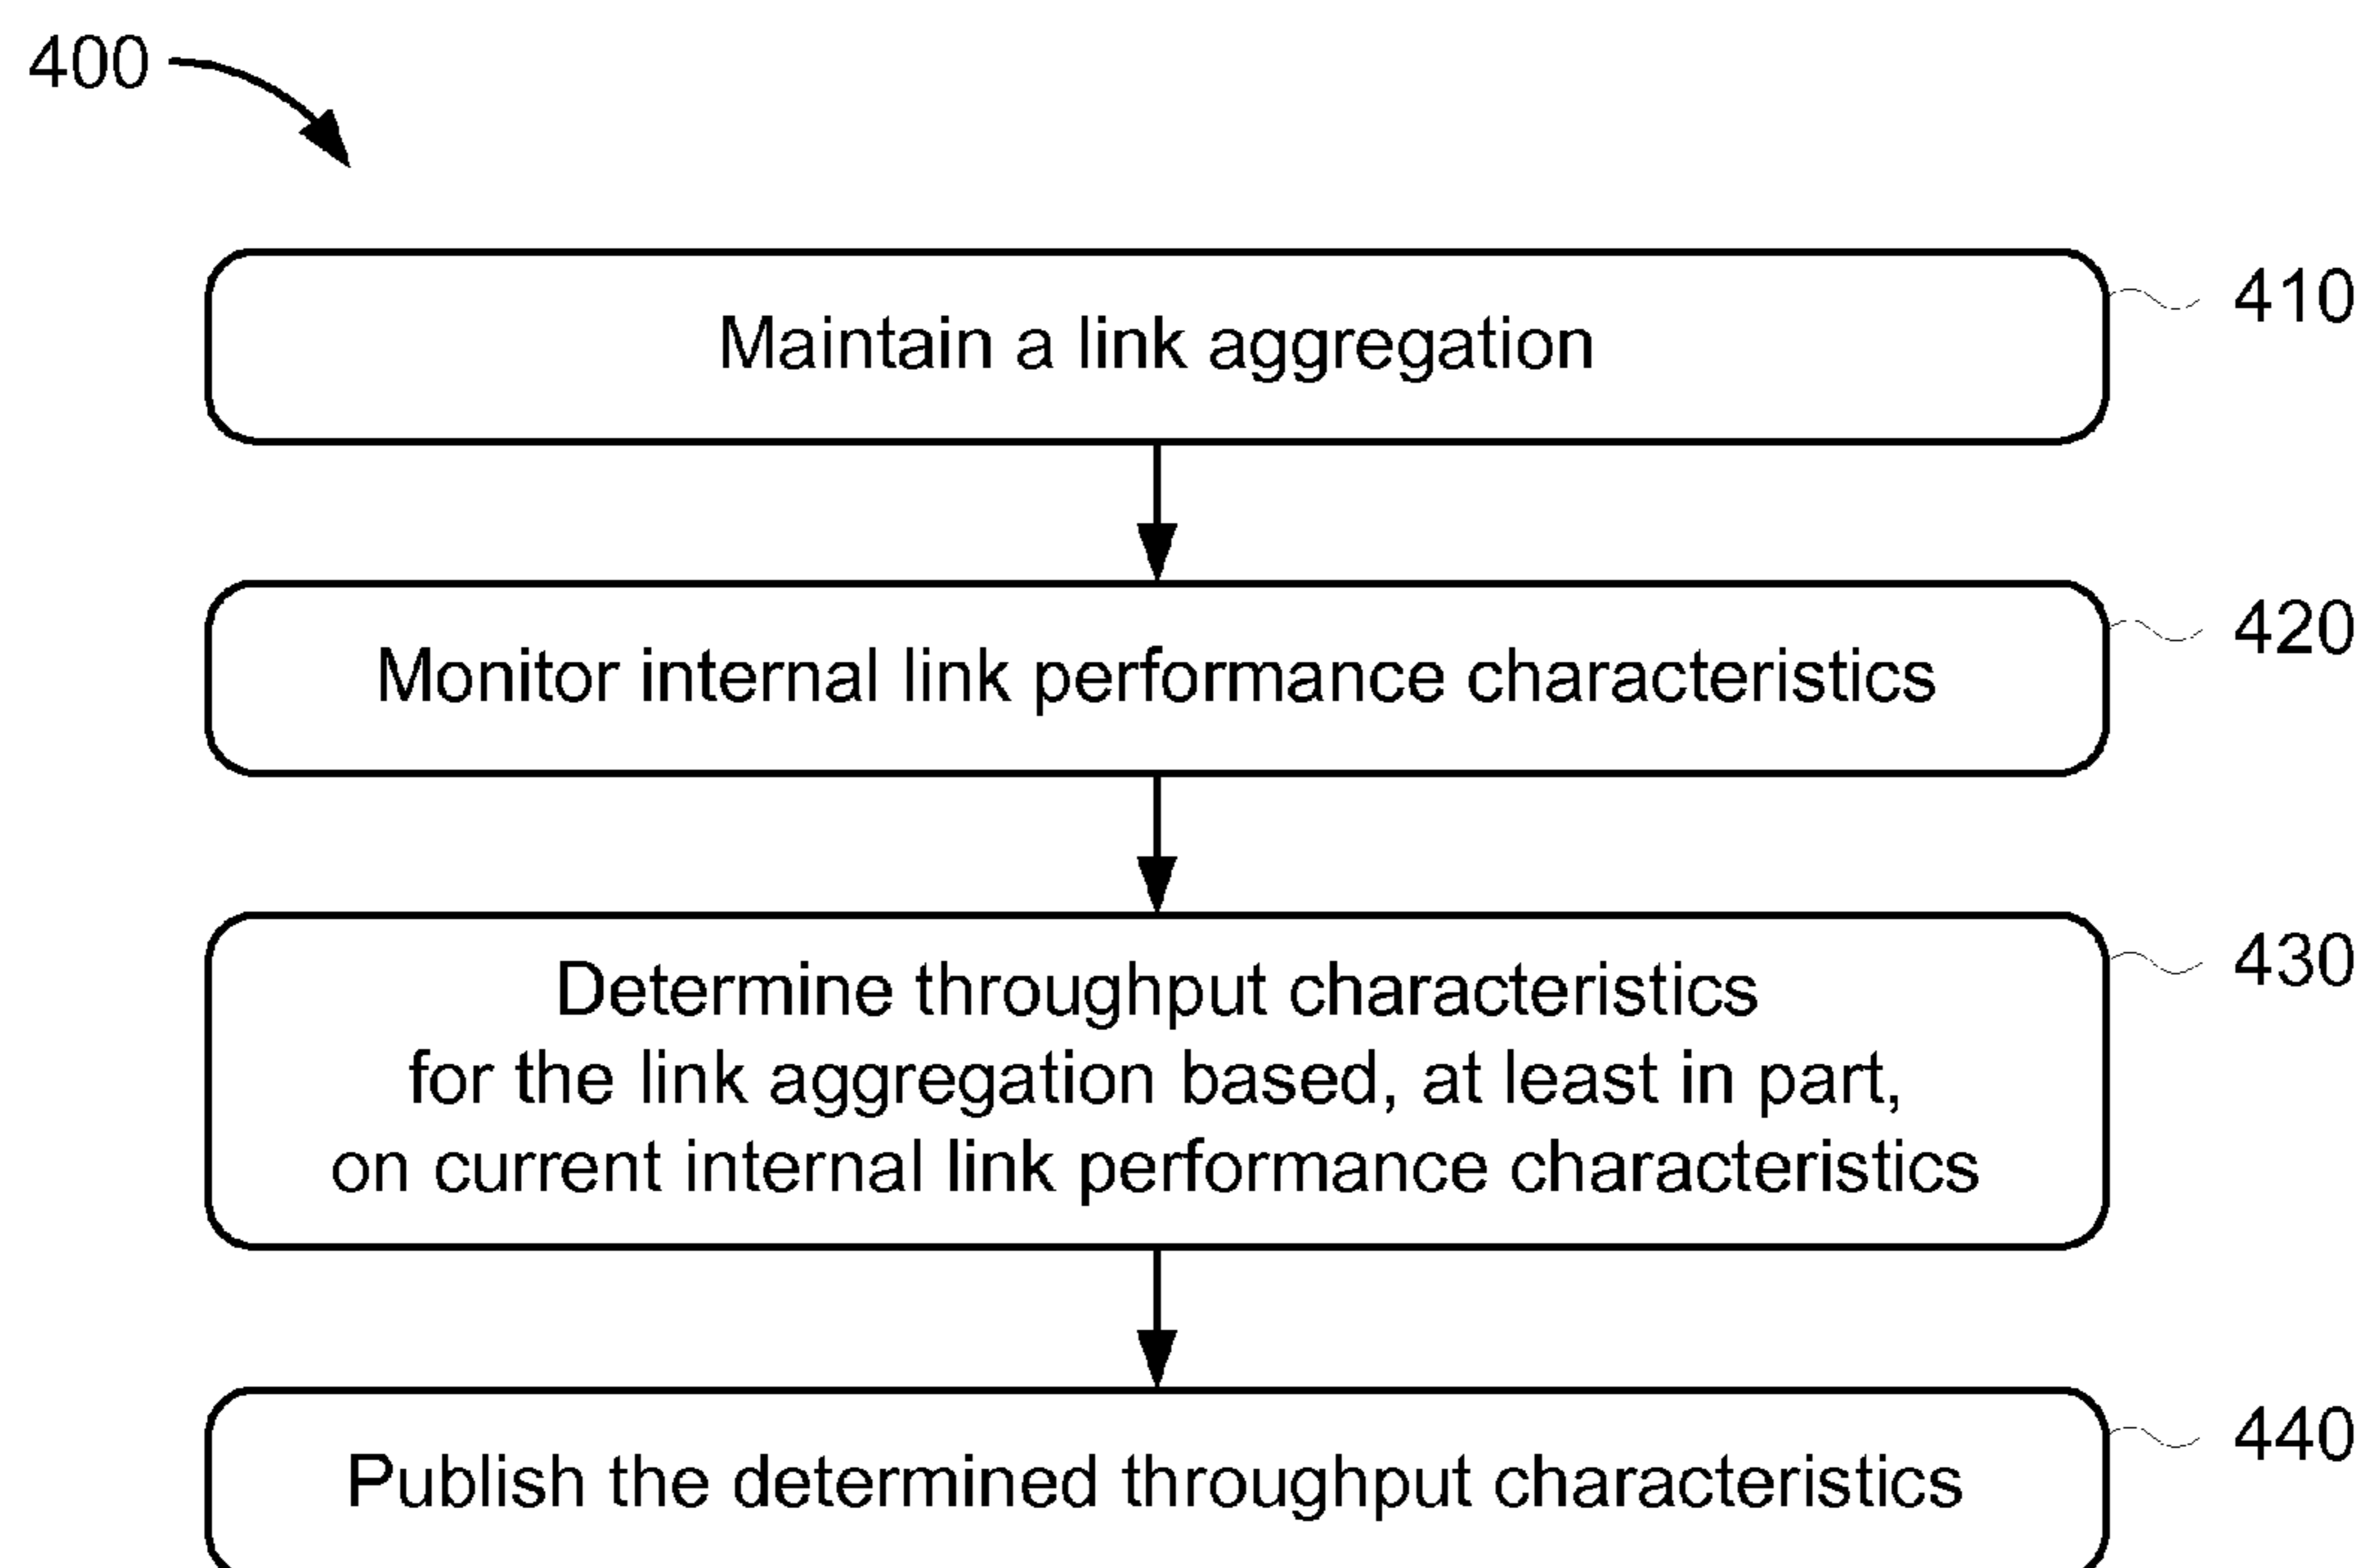 400
Maintain a link aggregation
410
Monitor internal link performance characteristics
420
Determine throughput characteristics
for the link aggregation based, at least in part,
on current internal link performance characteristics
430
Publish the determined throughput characteristics
440